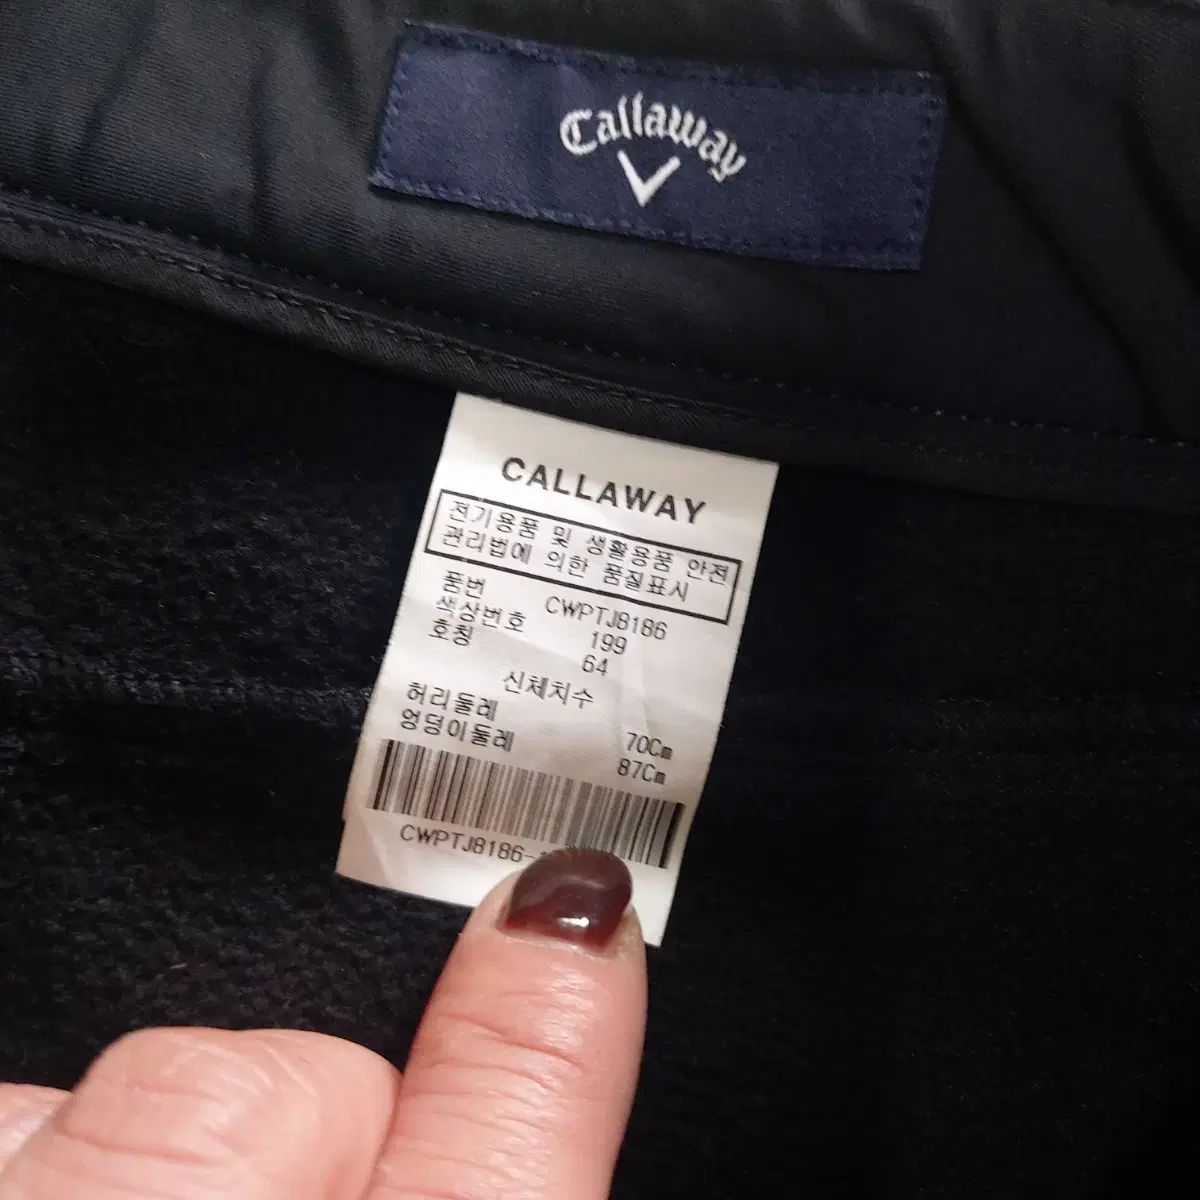 Callaway
CALLAWAY
전기용품 및 생활용품 안전
관리법에 의한 품질표시
품번 CWPTJ8186
색상번호 199
호칭 64
신체치수
허리둘레 70Cm
엉덩이둘레 87Cm
CWPTJ8186-